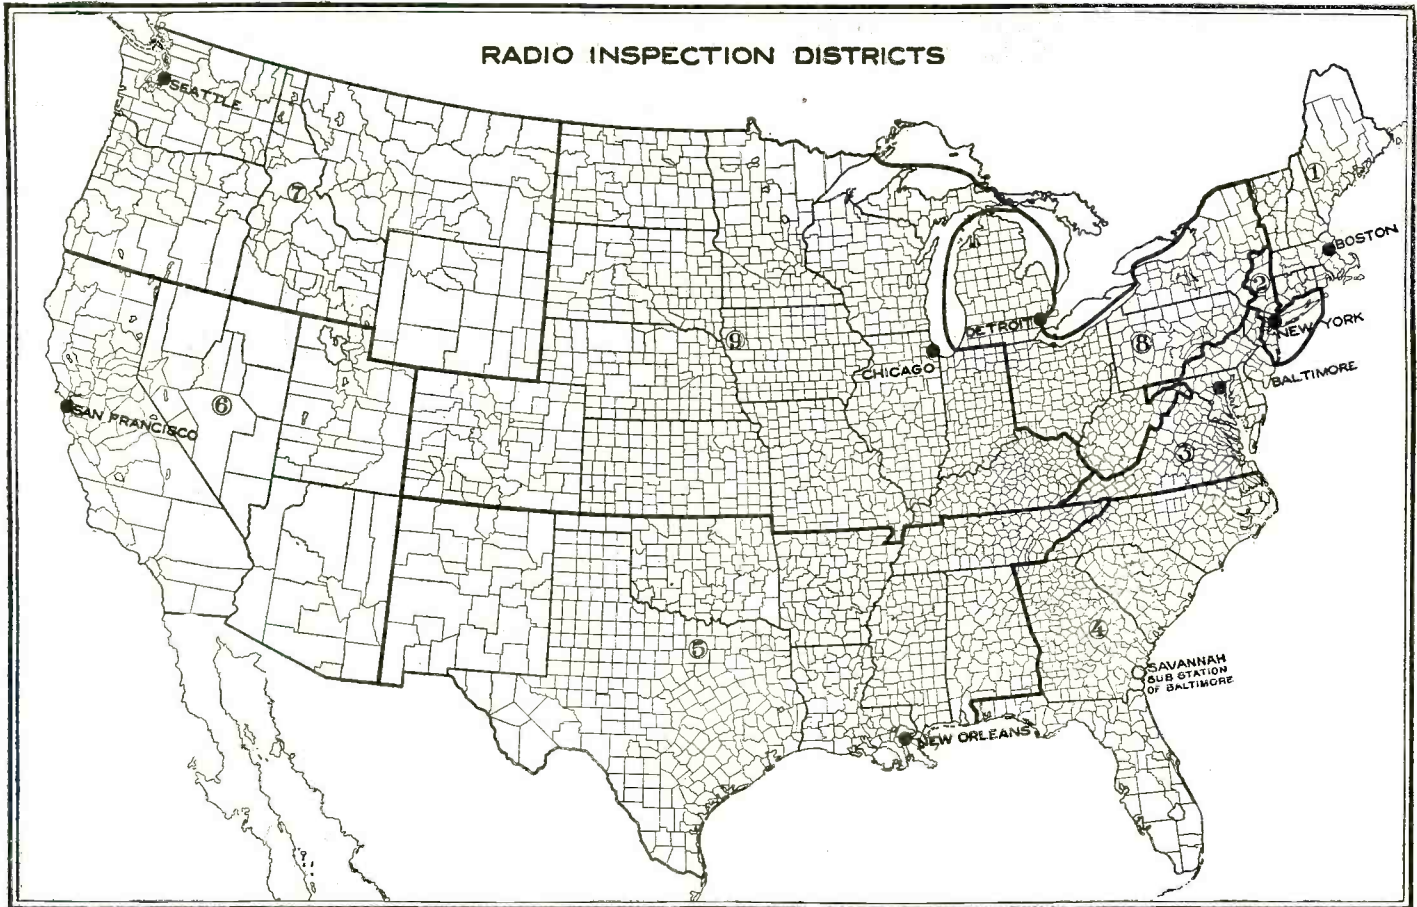 RADIO INSPECTION DISTRICTS
SEATTLE
7
1
BOSTON
2
NEW YORK
DETROIT
9
8
CHICAGO
BALTIMORE
6
SAN FRANCISCO
3
4
5
SAVANNAH
SUB STATION
OF BALTIMORE
NEW ORLEANS